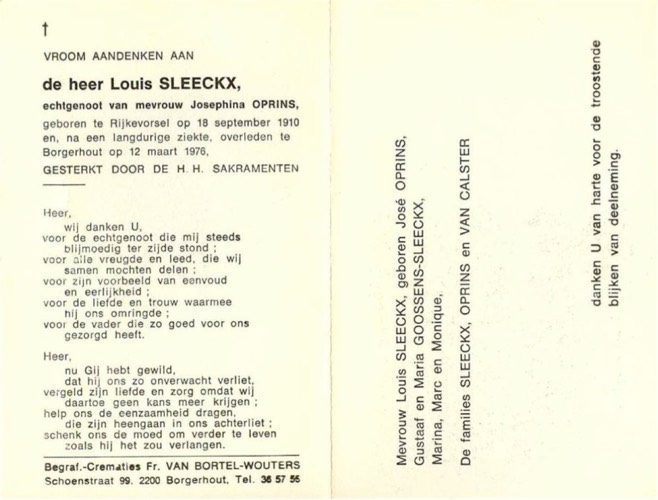 †
VROOM AANDENKEN AAN
de heer Louis SLEECKX,
echtgenoot van mevrouw Josephina OPRINS,
geboren te Rijkevorsel op 18 september 1910
en, na een langdurige ziekte, overleden te
Borgerhout op 12 maart 1976,
GESTERKT DOOR DE H. H. SAKRAMENTEN
Heer,
wij danken U,
voor de echtgenoot die mij steeds
blijmoedig ter zijde stond ;
voor alle vreugde en leed, die wij
samen mochten delen ;
voor zijn voorbeeld van eenvoud
en eerlijkheid ;
voor de liefde en trouw waarmee
hij ons omringde ;
voor de vader die zo goed voor ons
gezorgd heeft.
Heer,
nu Gij hebt gewild,
dat hij ons zo onverwacht verliet,
vergeld zijn liefde en zorg omdat wij
daartoe geen kans meer krijgen ;
help ons de eenzaamheid dragen,
die zijn heengaan in ons achterliet ;
schenk ons de moed om verder te leven
zoals hij het zou verlangen.
Begraf.-Crematies Fr. VAN BORTEL-WOUTERS
Schoenstraat 99, 2200 Borgerhout, Tel. 36 57 56
Mevrouw Louis SLEECKX, geboren José OPRINS,
Gustaaf en Maria GOOSSENS-SLEECKX,
Marina, Marc en Monique,
De families SLEECKX, OPRINS en VAN CALSTER
danken U van harte voor de troostende
blijken van deelneming.